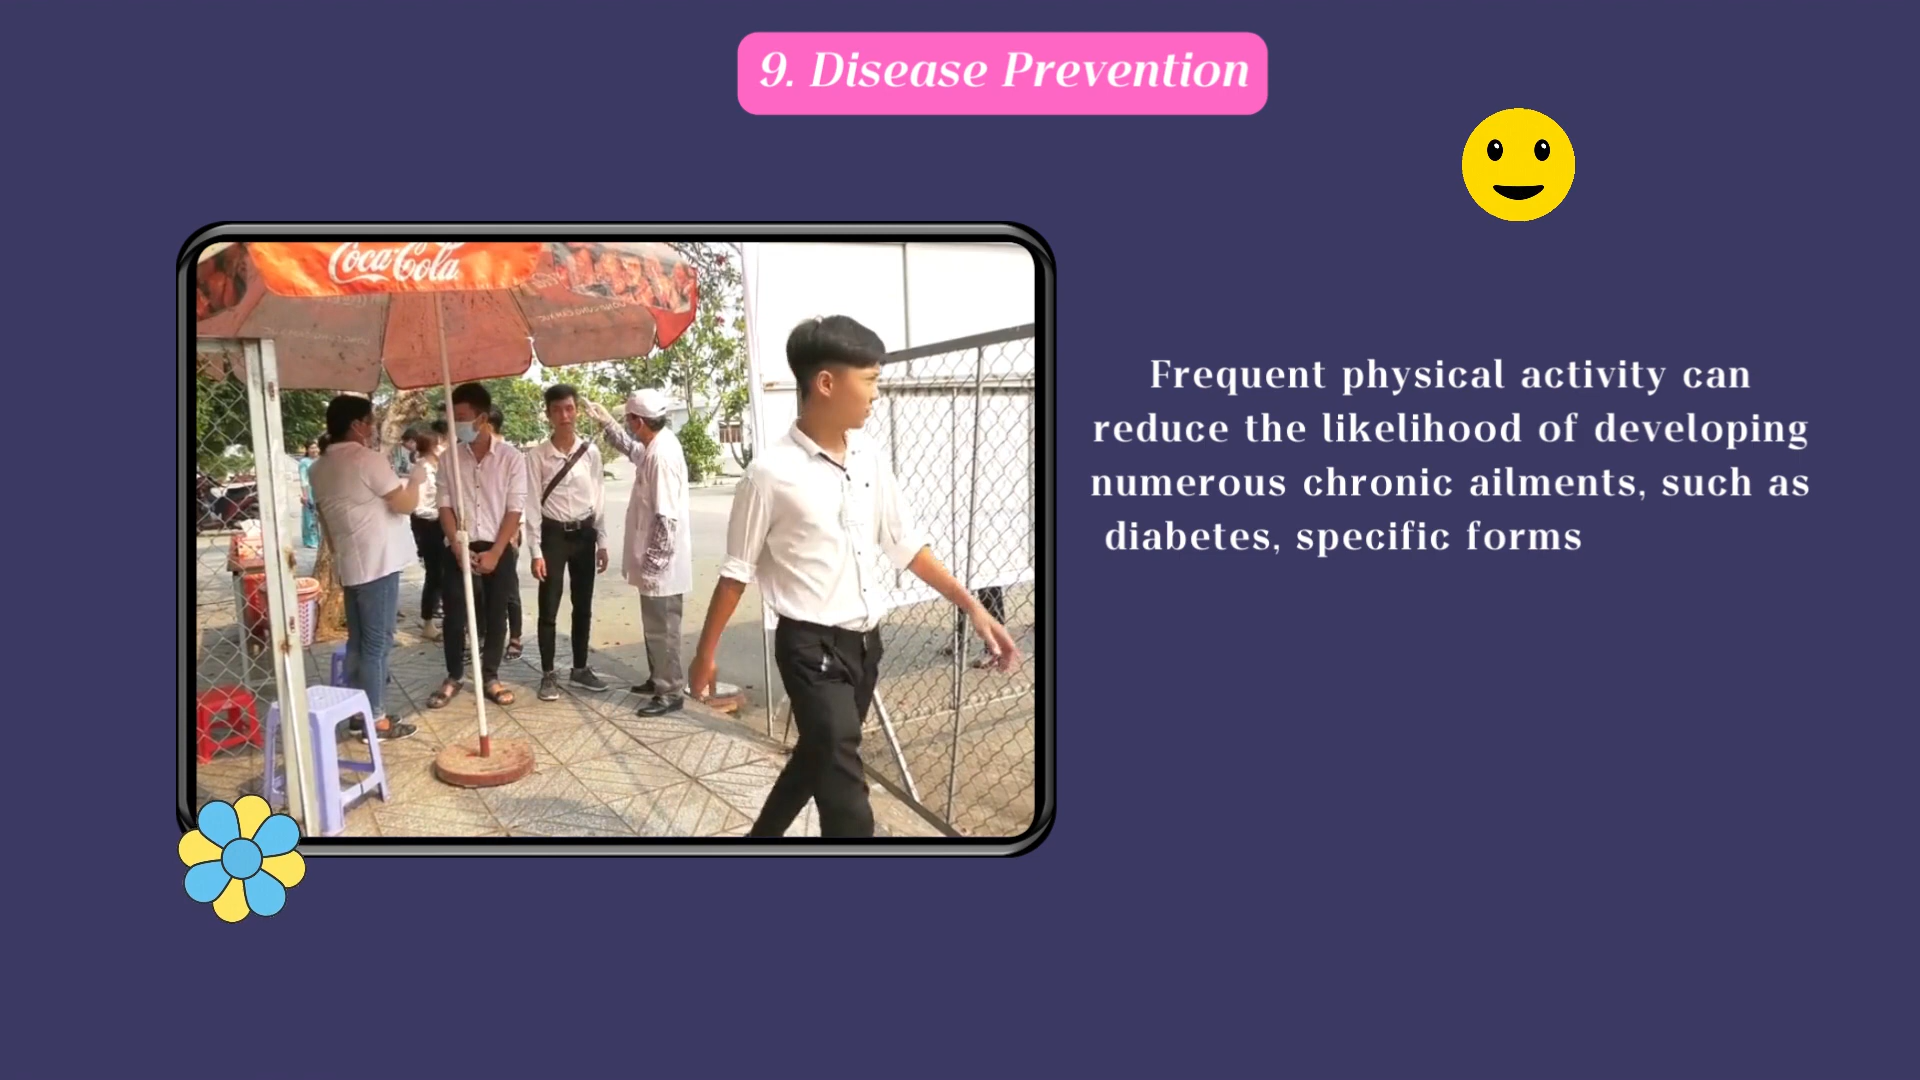 9. Disease Prevention
Coca-Cola
Frequent physical activity can
reduce the likelihood of developing
numerous chronic ailments, such as
diabetes, specific forms